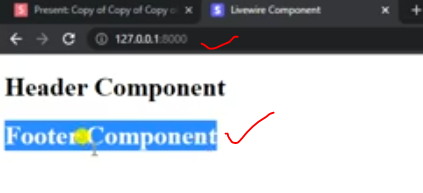 Present: Copy of Copy of Copy o
Livewire Component
127.0.0.1:8000
Header Component
Footer Component